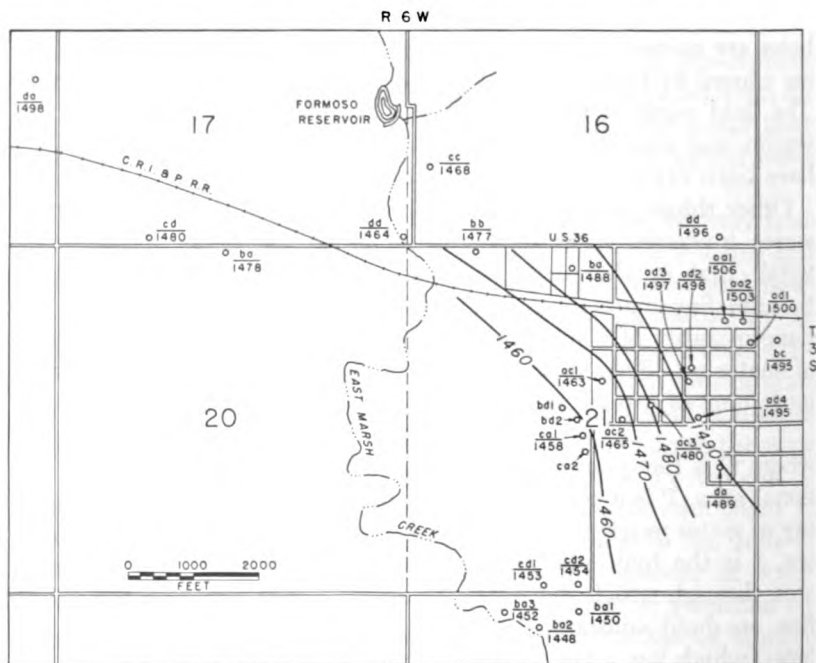 R 6 W
da
1498
17
FORMOSO
RESERVOIR
16
C.R.I. & P. R.R.
cc
1468
cd
1480
ba
1478
dd
1464
bb
1477
U.S. 36
dd
1496
ba
1488
ad3
1497
ad2
1498
aa1
1506
aa2
1503
ad1
1500
T
3
S
bc
1495
1460
ac1
1463
bd1
bd2
ca1
1458
ca2
21
ac2
1465
ac3
1480
ad4
1495
1490
1480
1470
1460
da
1489
20
EAST MARSH
CREEK
0 1000 2000
FEET
cd1
1453
cd2
1454
ba3
1452
ba2
1448
ba1
1450